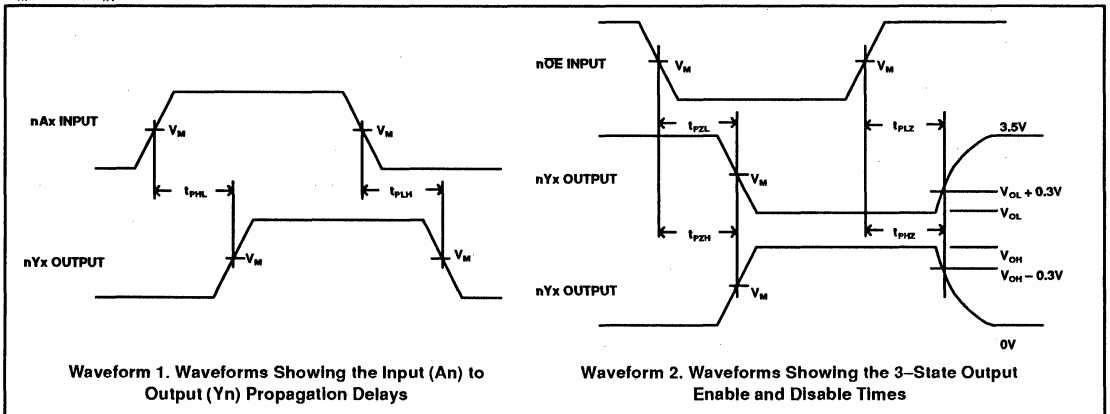 nAx INPUT
V_M
V_M
t_PHL
t_PLH
nYx OUTPUT
V_M
V_M
Waveform 1. Waveforms Showing the Input (An) to
Output (Yn) Propagation Delays
nO̅E̅ INPUT
V_M
V_M
t_PZL
t_PLZ
3.5V
nYx OUTPUT
V_M
V_OL + 0.3V
V_OL
t_PZH
t_PHZ
V_OH
V_OH – 0.3V
nYx OUTPUT
V_M
0V
Waveform 2. Waveforms Showing the 3–State Output
Enable and Disable Times